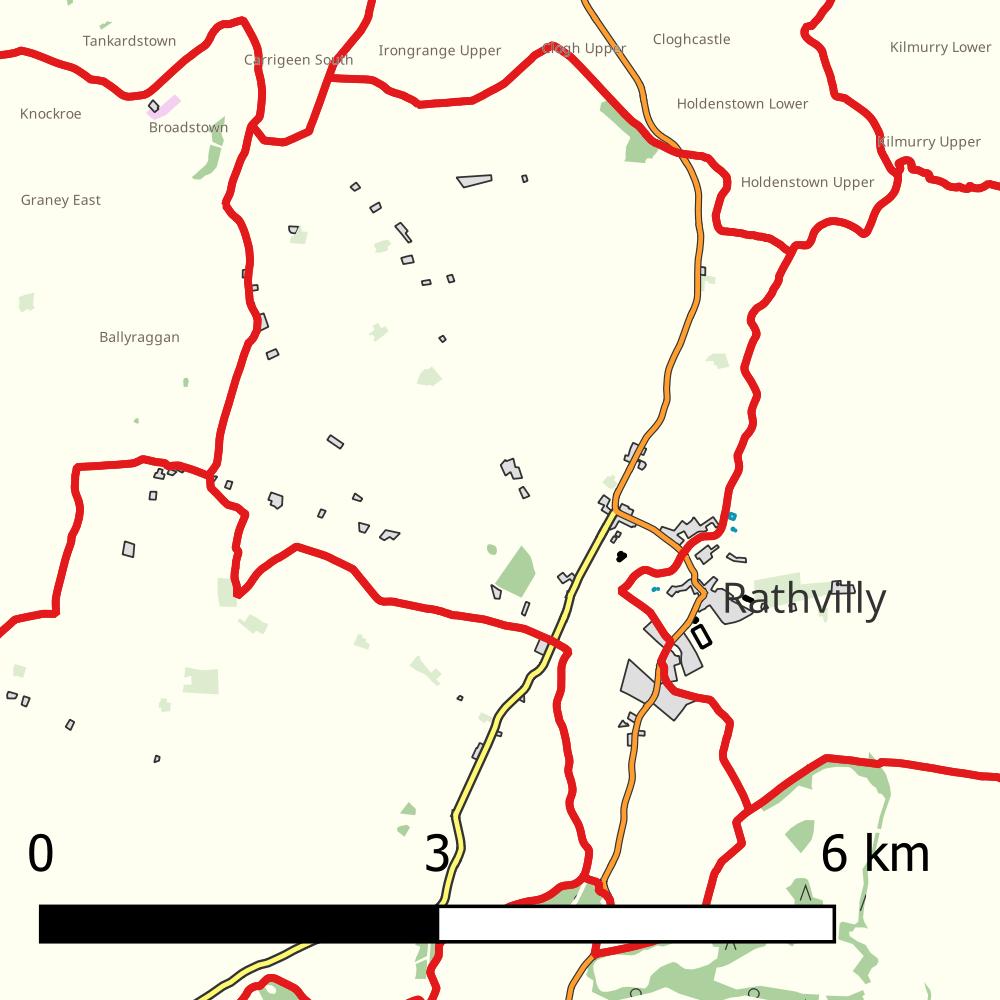 Tankardstown
Cloghcastle
Kilmurry Lower
Irongrange Upper
Clogh Upper
Carrigeen South
Knockroe
Holdenstown Lower
Broadstown
Kilmurry Upper
Holdenstown Upper
Graney East
Ballyraggan
Rathvilly
0
3
6 km